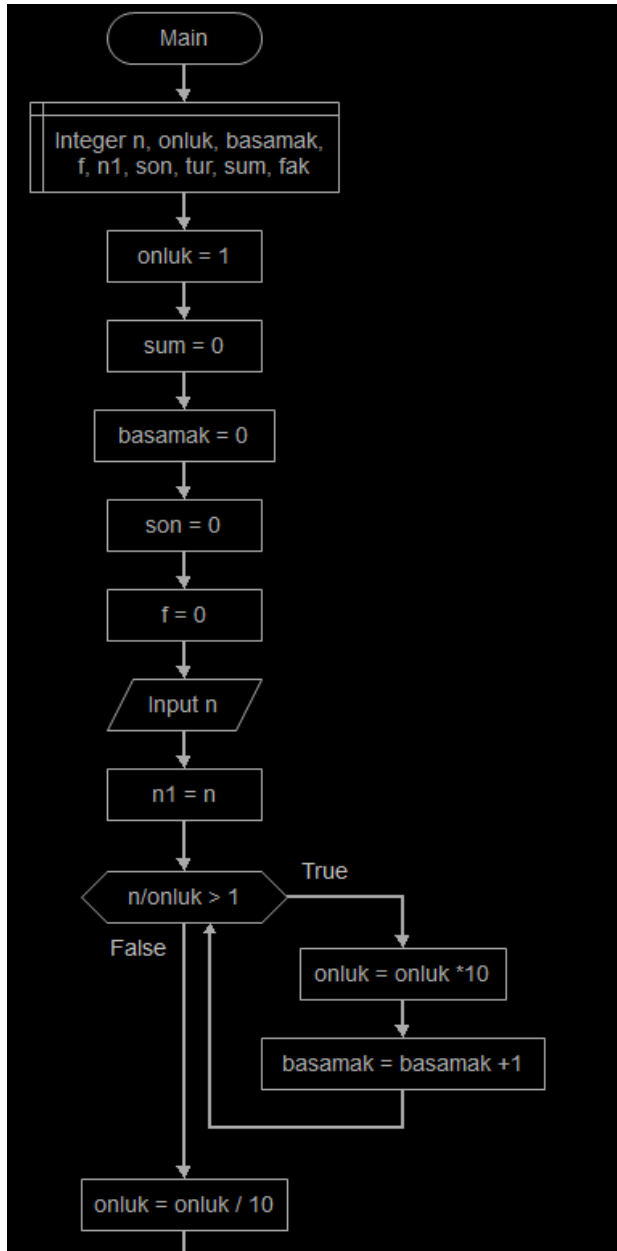 Main
Integer n, onluk, basamak,
f, n1, son, tur, sum, fak
onluk = 1
sum = 0
basamak = 0
son = 0
f = 0
Input n
n1 = n
n/onluk > 1
True
False
onluk = onluk *10
basamak = basamak +1
onluk = onluk / 10